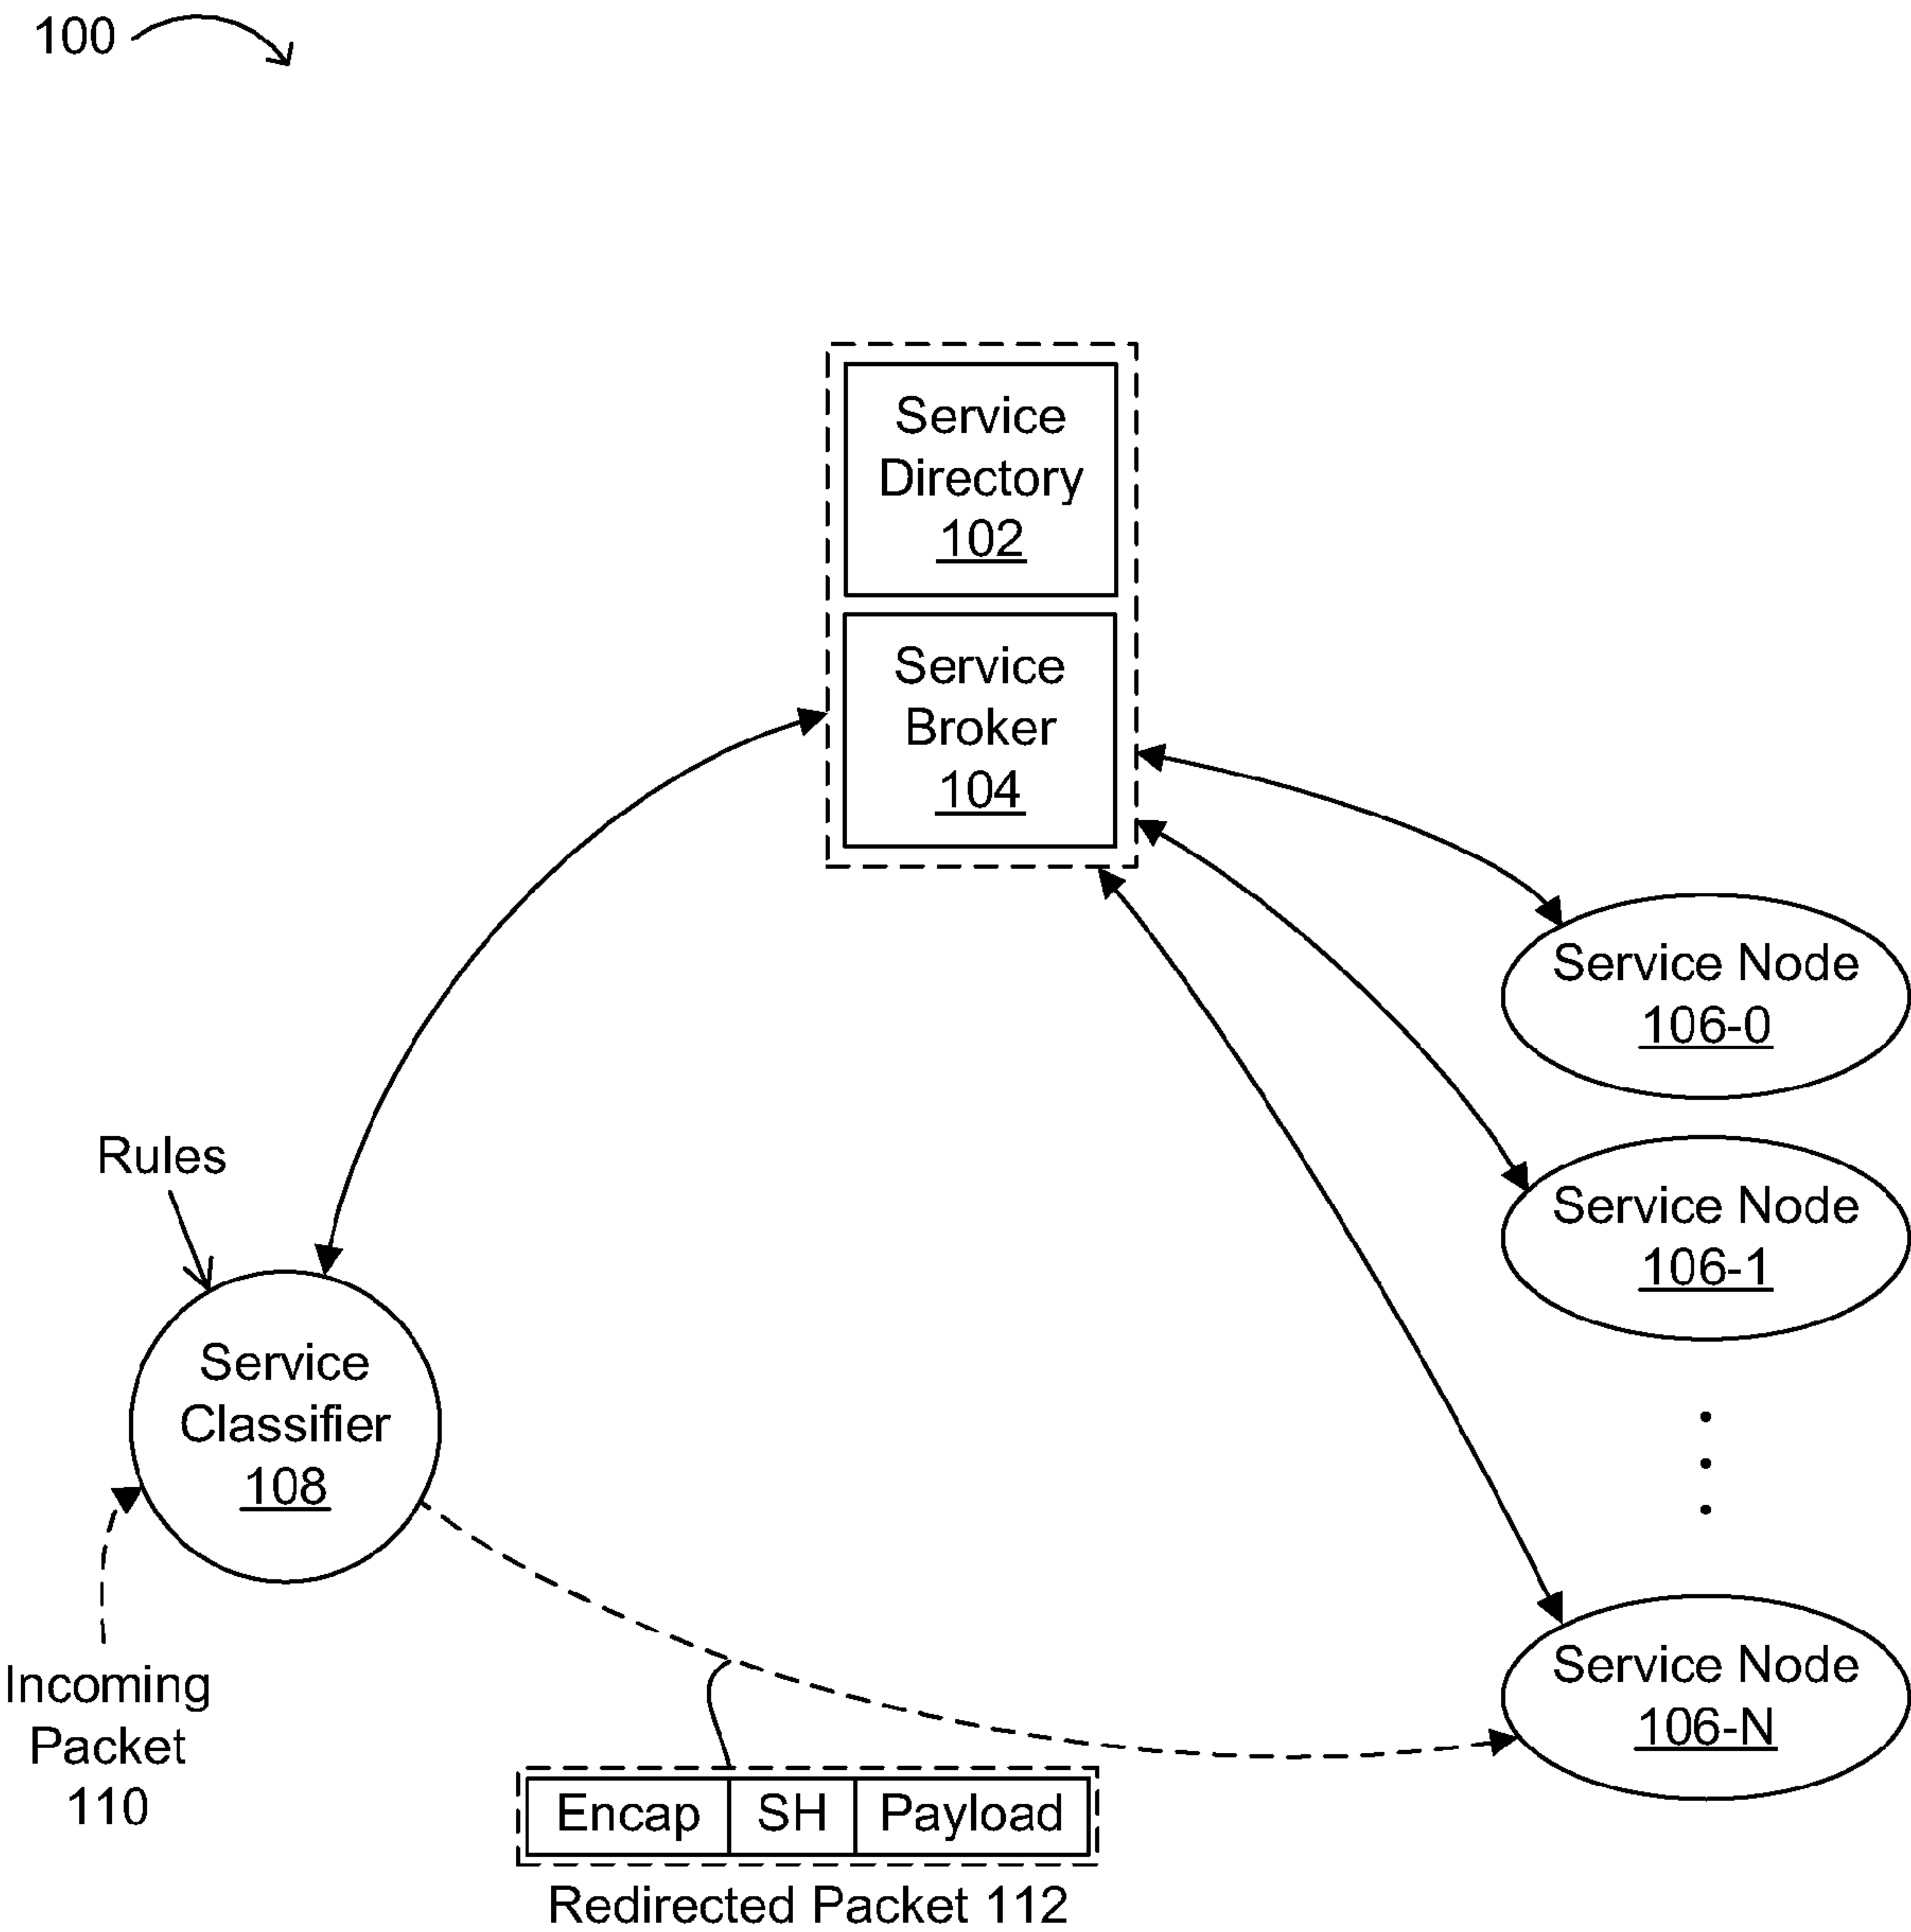 100
Service
Directory
102
Service
Broker
104
Service Node
106-0
Rules
Service Node
106-1
Service
Classifier
108
Incoming
Packet
110
Service Node
106-N
Encap SH Payload
Redirected Packet 112